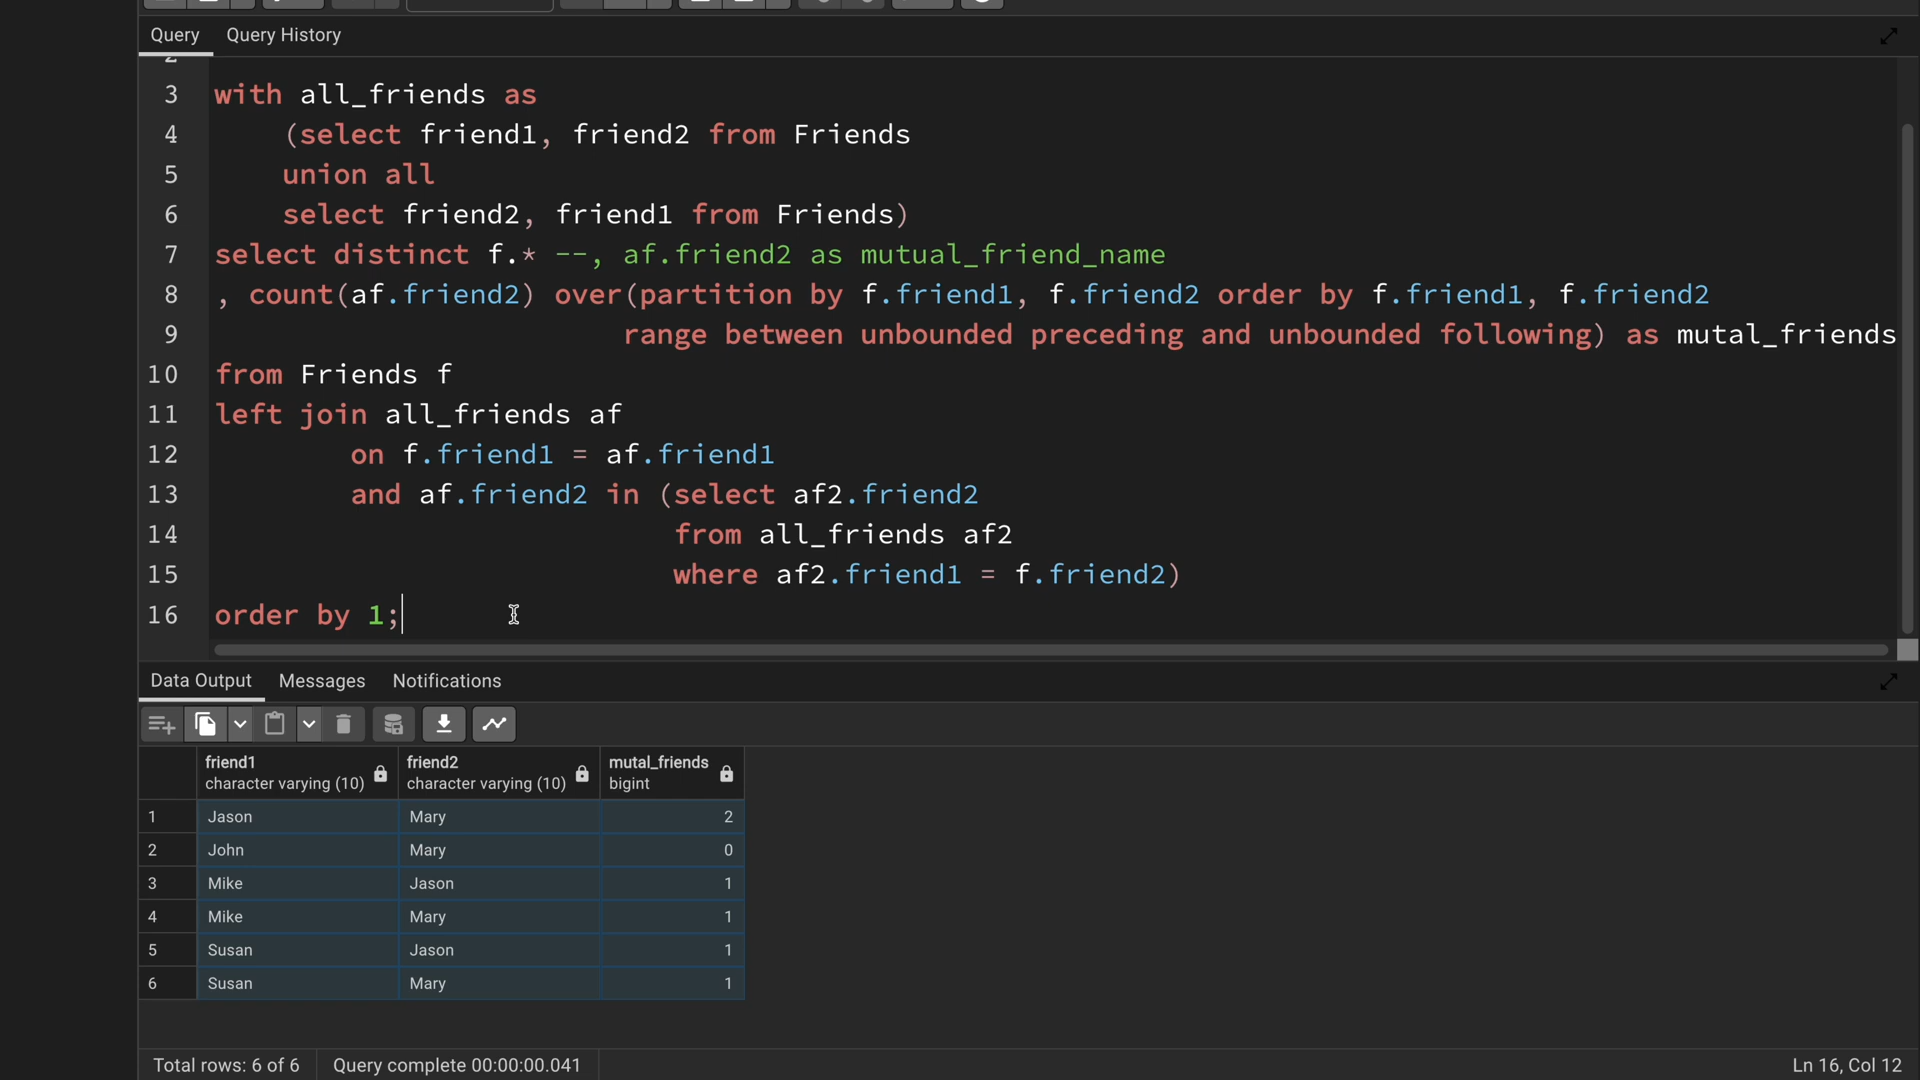 Query Query History
2
3 with all_friends as
4 (select friend1, friend2 from Friends
5 union all
6 select friend2, friend1 from Friends)
7 select distinct f.* --, af.friend2 as mutual_friend_name
8 , count(af.friend2) over(partition by f.friend1, f.friend2 order by f.friend1, f.friend2
9 range between unbounded preceding and unbounded following) as mutal_friends
10 from Friends f
11 left join all_friends af
12 on f.friend1 = af.friend1
13 and af.friend2 in (select af2.friend2
14 from all_friends af2
15 where af2.friend1 = f.friend2)
16 order by 1;
Data Output Messages Notifications
friend1 friend2 mutal_friends
character varying (10) character varying (10) bigint
1 Jason Mary 2
2 John Mary 0
3 Mike Jason 1
4 Mike Mary 1
5 Susan Jason 1
6 Susan Mary 1
Total rows: 6 of 6 Query complete 00:00:00.041 Ln 16, Col 12